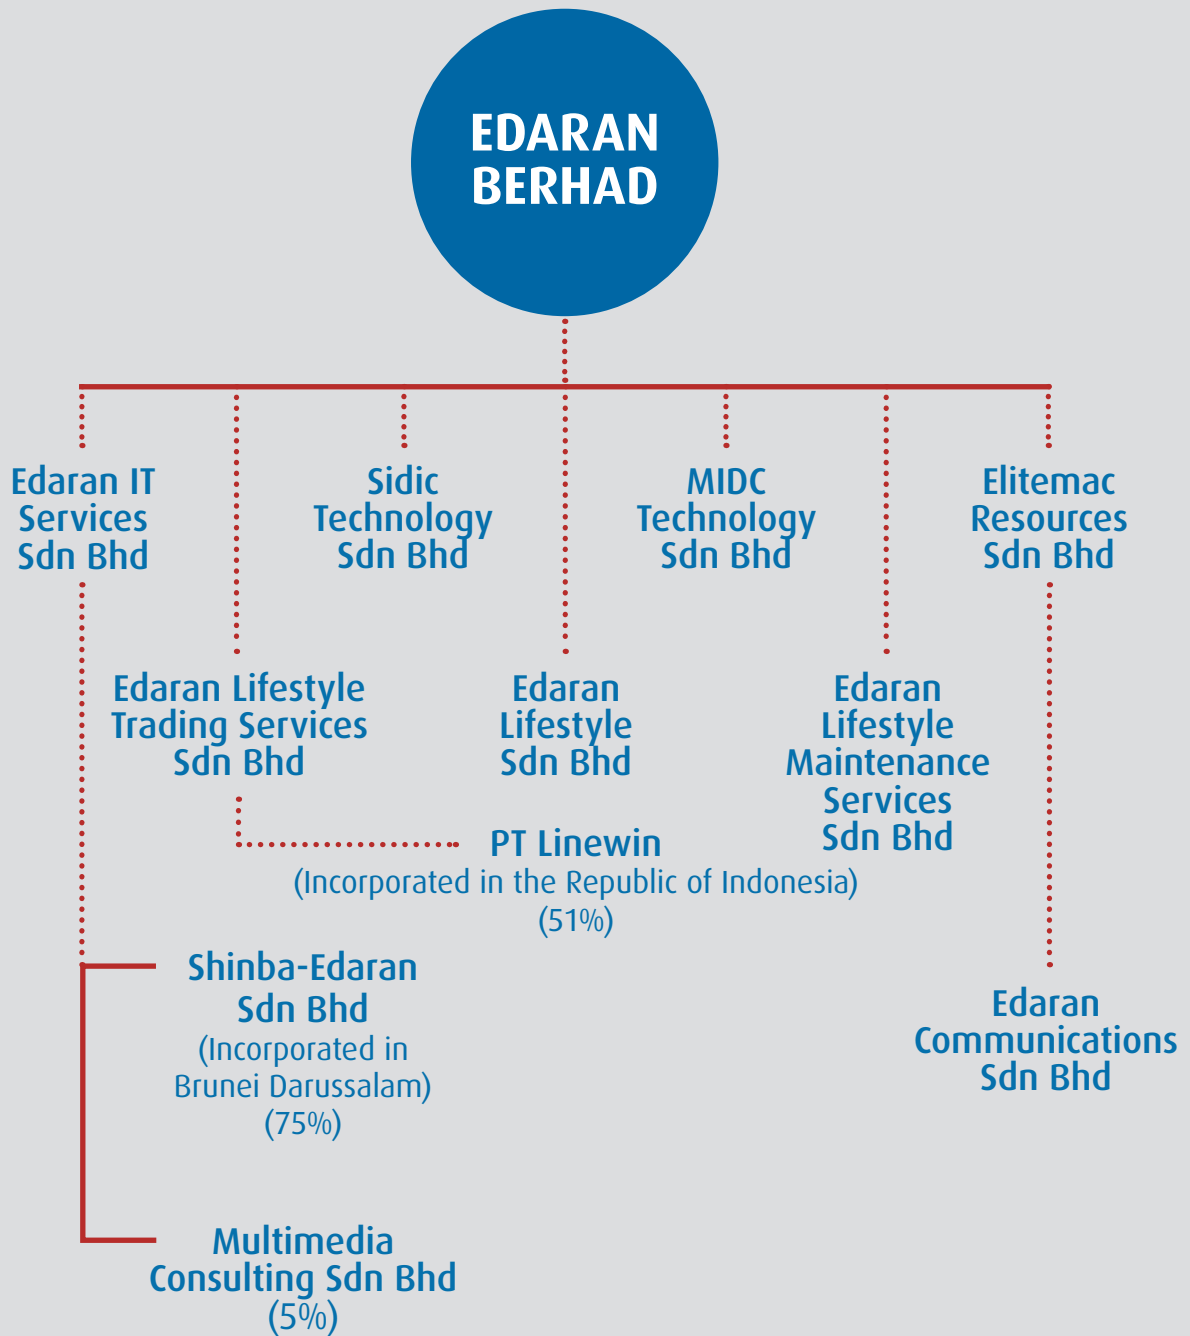 EDARAN
BERHAD
Edaran IT
Services
Sdn Bhd
Sidic
Technology
Sdn Bhd
MIDC
Technology
Sdn Bhd
Elitemac
Resources
Sdn Bhd
Edaran Lifestyle
Trading Services
Sdn Bhd
Edaran
Lifestyle
Sdn Bhd
Edaran
Lifestyle
Maintenance
Services
Sdn Bhd
PT Linewin
(Incorporated in the Republic of Indonesia)
(51%)
Shinba-Edaran
Sdn Bhd
(Incorporated in
Brunei Darussalam)
(75%)
Edaran
Communications
Sdn Bhd
Multimedia
Consulting Sdn Bhd
(5%)